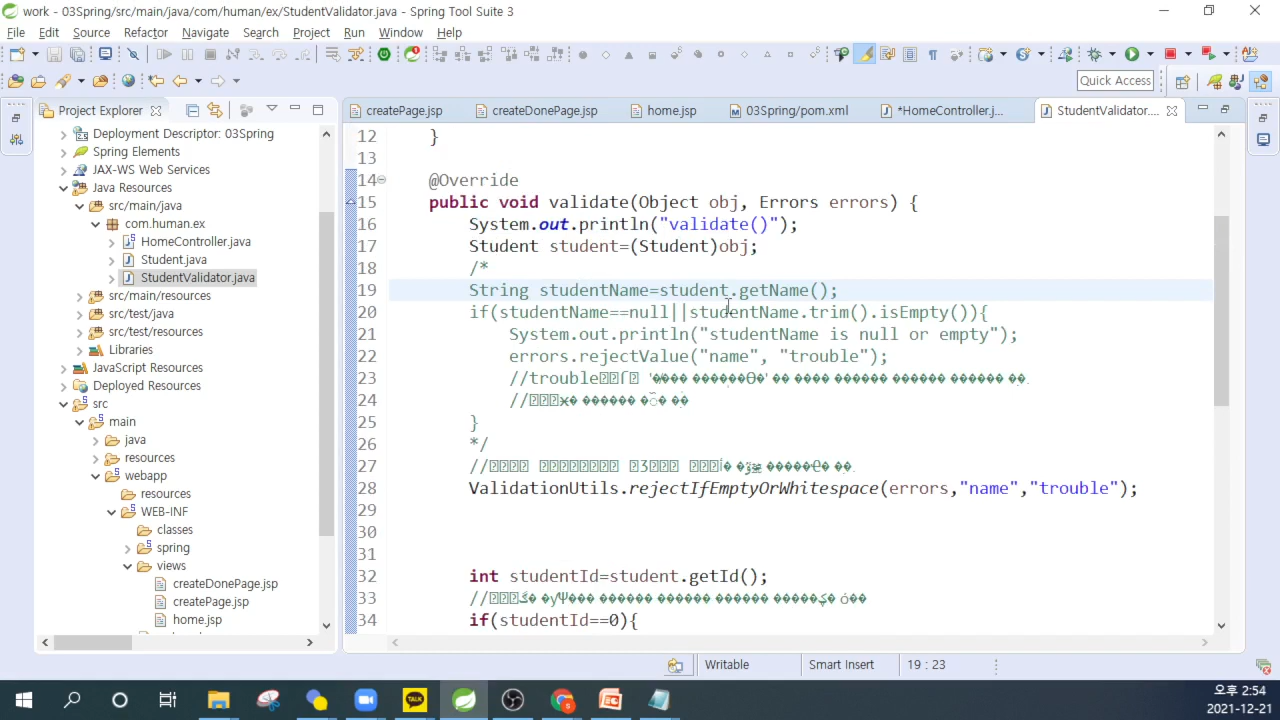 work - 03Spring/src/main/java/com/human/ex/StudentValidator.java - Spring Tool Suite 3
File Edit Source Refactor Navigate Search Project Run Window Help
Quick Access
Project Explorer
createPage.jsp createDonePage.jsp home.jsp 03Spring/pom.xml *HomeController.j... StudentValidator....
Deployment Descriptor: 03Spring
Spring Elements
JAX-WS Web Services
Java Resources
src/main/java
com.human.ex
HomeController.java
Student.java
StudentValidator.java
src/main/resources
src/test/java
src/test/resources
Libraries
JavaScript Resources
Deployed Resources
src
main
java
resources
webapp
resources
WEB-INF
classes
spring
views
createDonePage.jsp
createPage.jsp
home.jsp
12 }
13
14 @Override
15 public void validate(Object obj, Errors errors) {
16 System.out.println("validate()");
17 Student student=(Student)obj;
18 /*
19 String studentName=student.getName();
20 if(studentName==null||studentName.trim().isEmpty()){
21 System.out.println("studentName is null or empty");
22 errors.rejectValue("name", "trouble");
23 //trouble
24 //
25 }
26 */
27 //
28 ValidationUtils.rejectIfEmptyOrWhitespace(errors,"name","trouble");
29
30
31
32 int studentId=student.getId();
33 //
34 if(studentId==0){
Writable Smart Insert 19 : 23
TALK
오후 2:54
2021-12-21